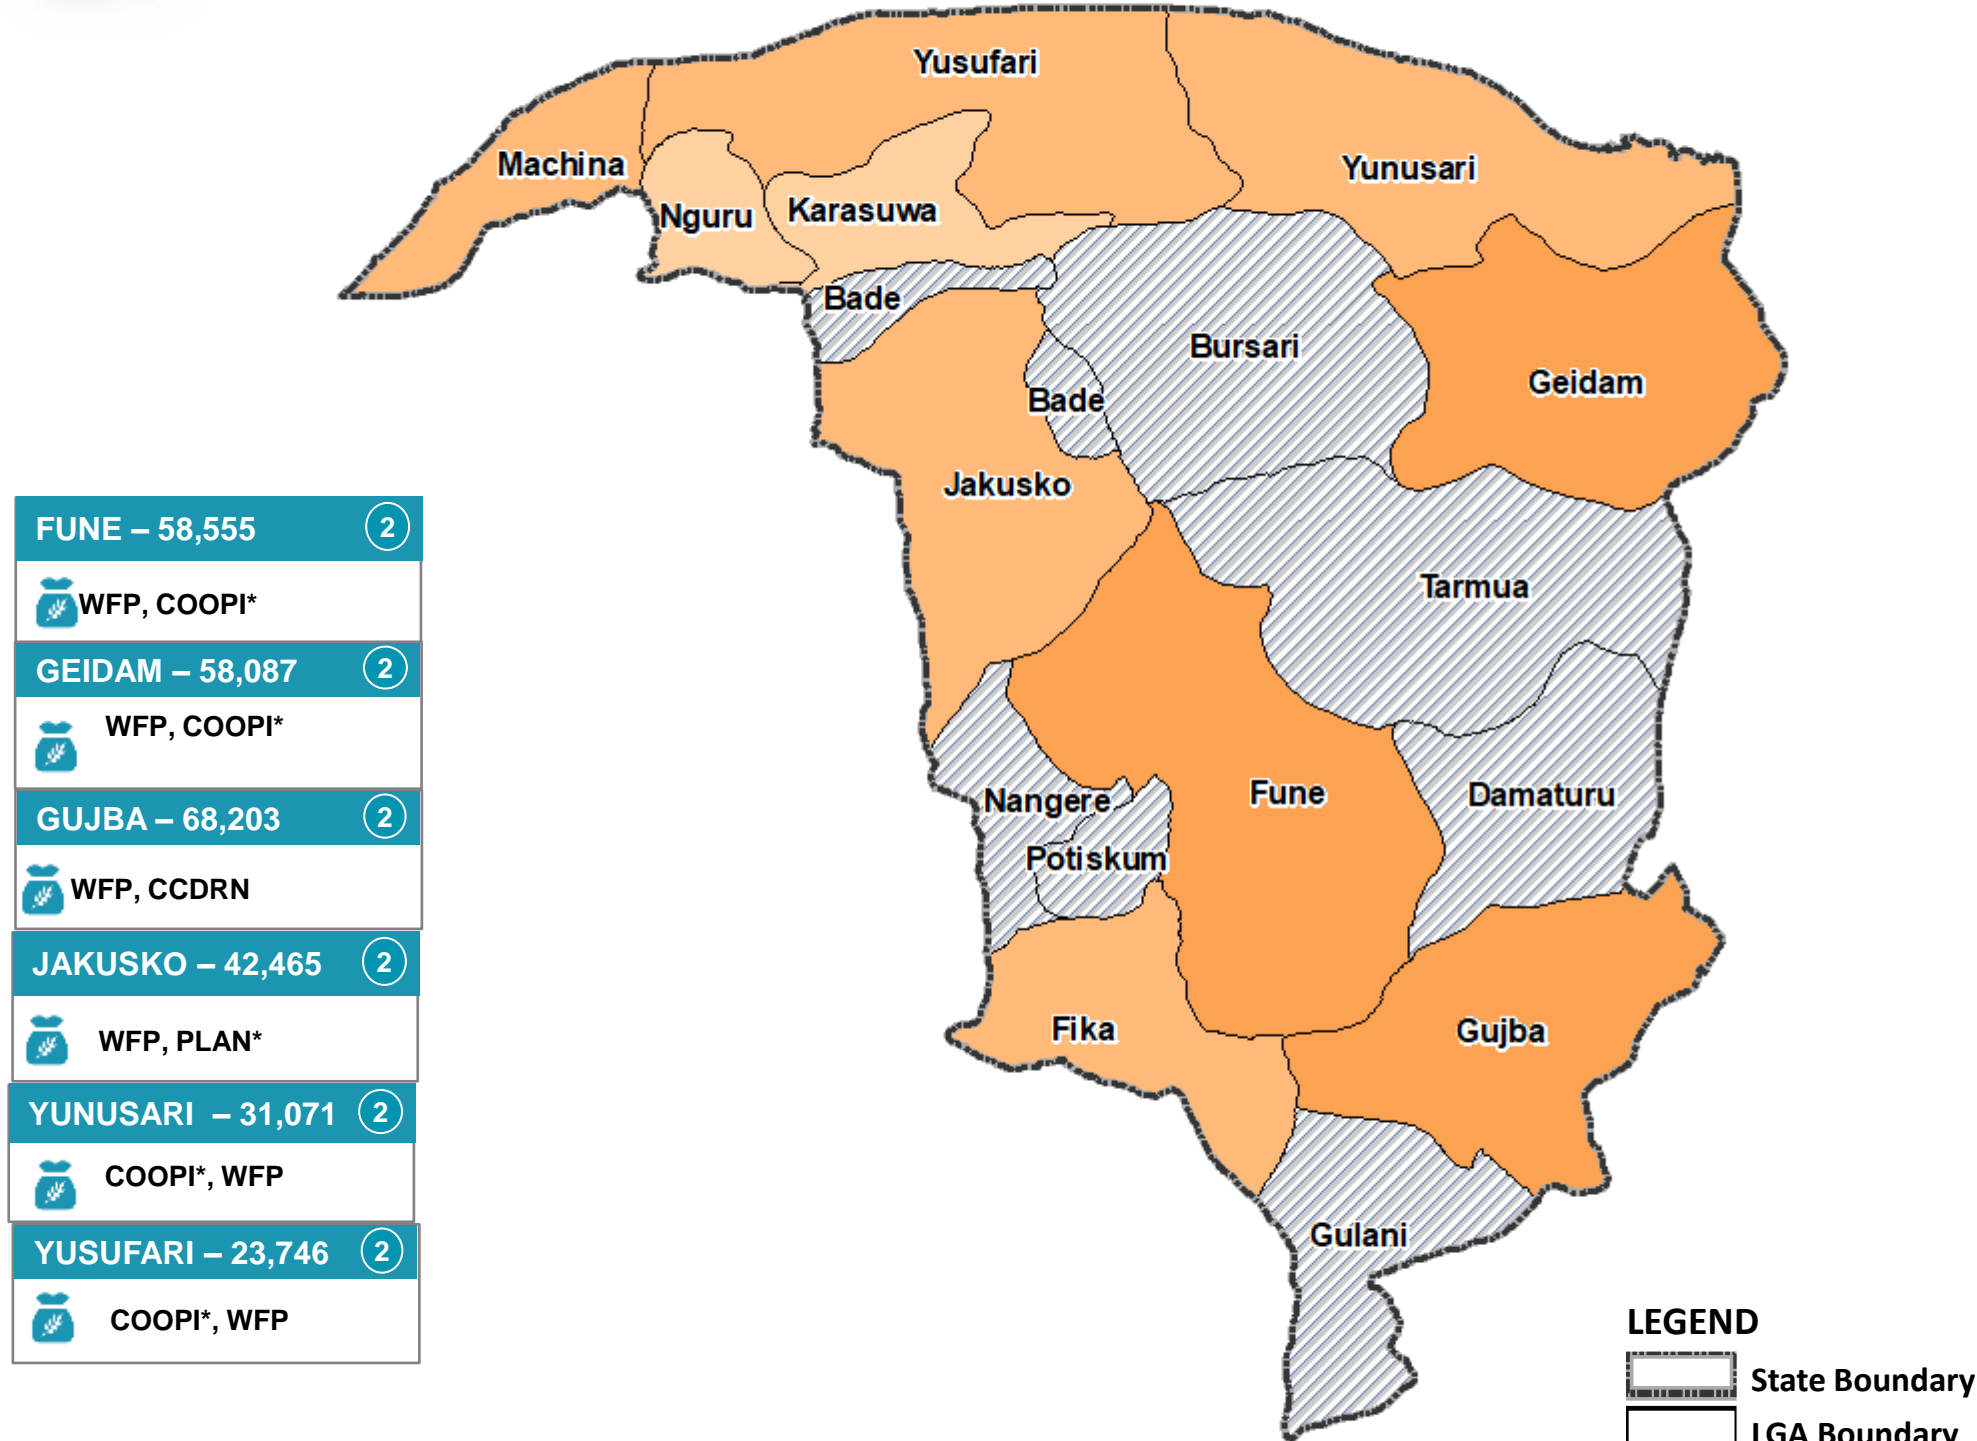 Yusufari
Machina
Yunusari
Nguru
Karasuwa
Bade
Bursari
Geidam
Bade
Jakusko
Tarmua
Nangere
Fune
Damaturu
Potiskum
Fika
Gujba
Gulani
FUNE – 58,555 2
WFP, COOPI*
GEIDAM – 58,087 2
WFP, COOPI*
GUJBA – 68,203 2
WFP, CCDRN
JAKUSKO – 42,465 2
WFP, PLAN*
YUNUSARI – 31,071 2
COOPI*, WFP
YUSUFARI – 23,746 2
COOPI*, WFP
LEGEND
State Boundary
LGA Boundary